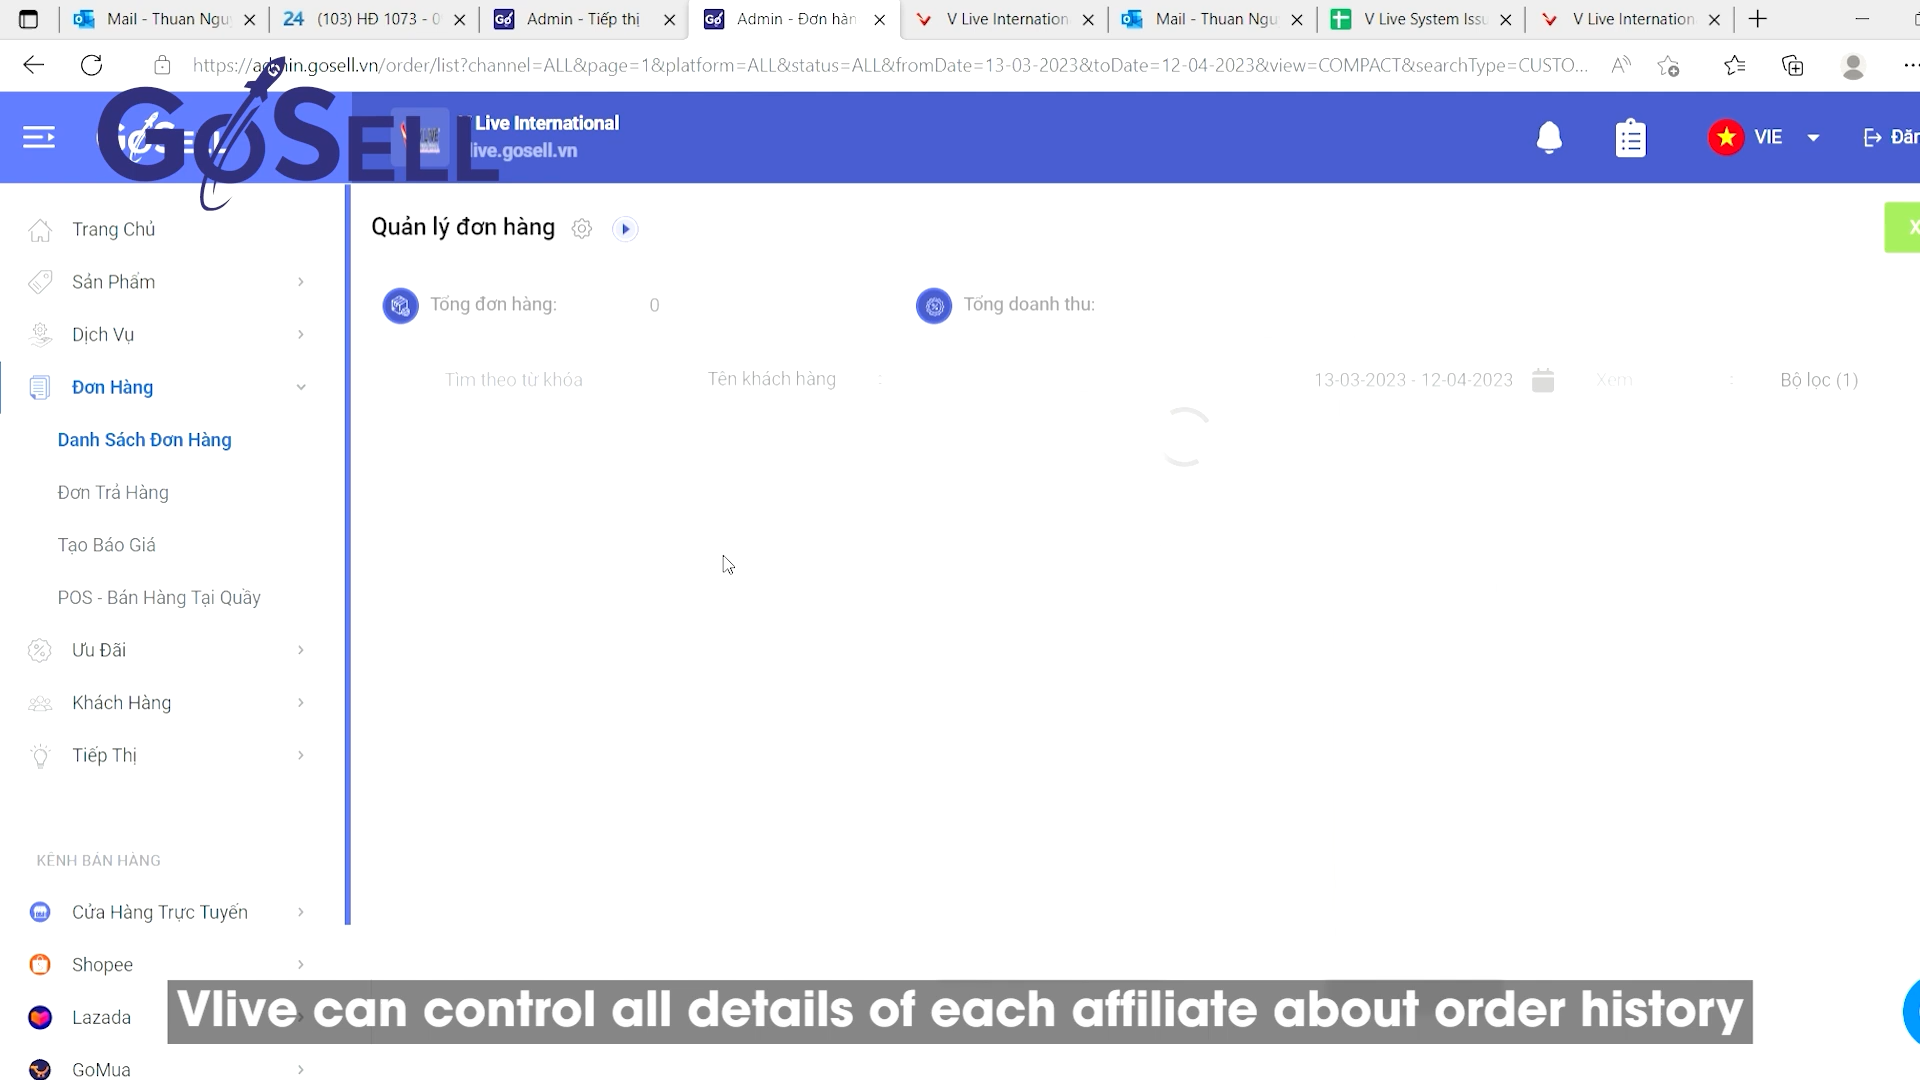 Mail - Thuan Ngu
(103) HĐ 1073 - 0
Admin - Tiếp thị
Admin - Đơn hàn
V Live Internation
Mail - Thuan Ngu
V Live System Issu
V Live Internation
https://admin.gosell.vn/order/list?channel=ALL&page=1&platform=ALL&status=ALL&fromDate=13-03-2023&toDate=12-04-2023&view=COMPACT&searchType=CUSTO...
GOSELL
Live International
live.gosell.vn
VIE
Đăn
Trang Chủ
Sản Phẩm
Dịch Vụ
Đơn Hàng
Danh Sách Đơn Hàng
Đơn Trả Hàng
Tạo Báo Giá
POS - Bán Hàng Tại Quầy
Ưu Đãi
Khách Hàng
Tiếp Thị
KÊNH BÁN HÀNG
Cửa Hàng Trực Tuyến
Shopee
Lazada
GoMua
Quản lý đơn hàng
X
Tổng đơn hàng: 0
Tổng doanh thu:
Tìm theo từ khóa
Tên khách hàng
13-03-2023 - 12-04-2023
Xem
Bộ lọc (1)
Vlive can control all details of each affiliate about order history